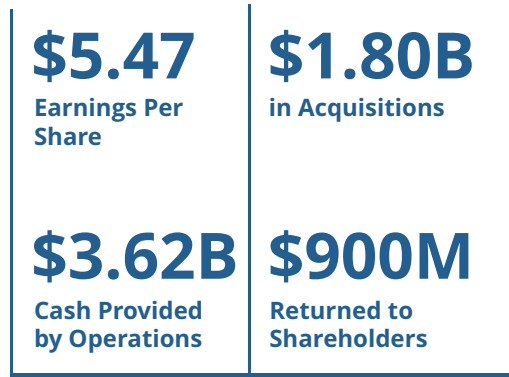 $5.47
Earnings Per
Share
$1.80B
in Acquisitions
$3.62B
Cash Provided
by Operations
$900M
Returned to
Shareholders